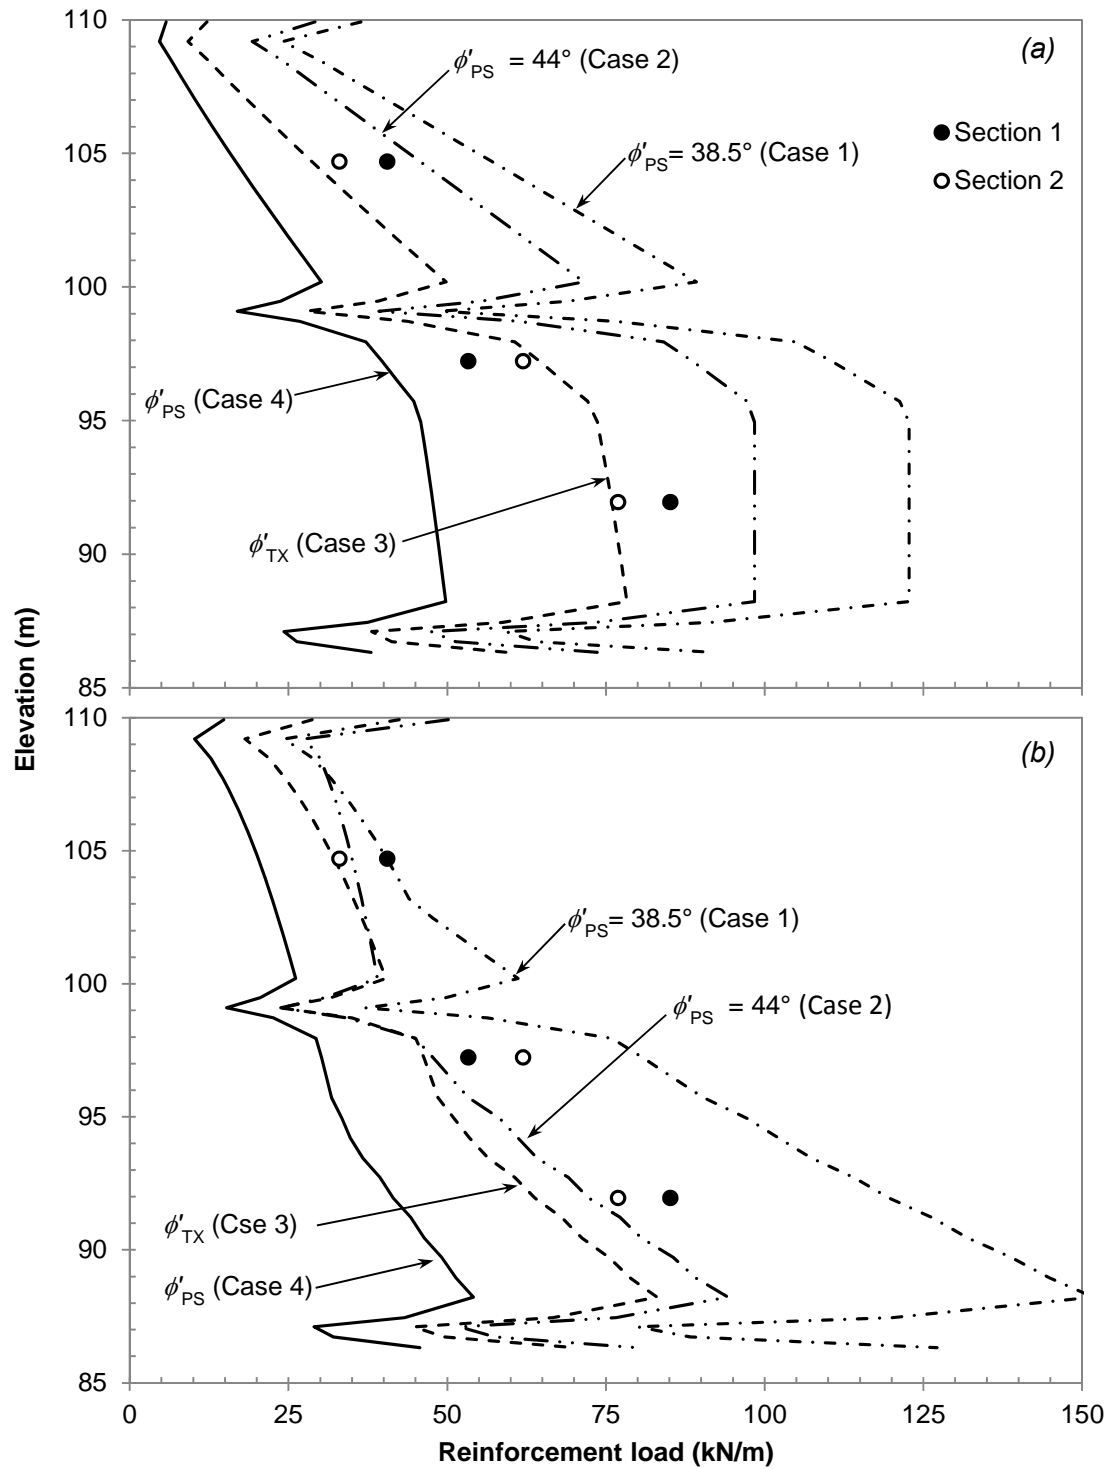 110
(a)
ϕ′PS = 44° (Case 2)
Section 1
105
ϕ′PS= 38.5° (Case 1)
Section 2
100
ϕ′PS (Case 4)
95
ϕ′TX (Case 3)
90
85
Elevation (m)
110
(b)
105
ϕ′PS= 38.5° (Case 1)
100
ϕ′PS = 44° (Case 2)
95
ϕ′TX (Cse 3)
90
ϕ′PS (Case 4)
85
0 25 50 75 100 125 150
Reinforcement load (kN/m)